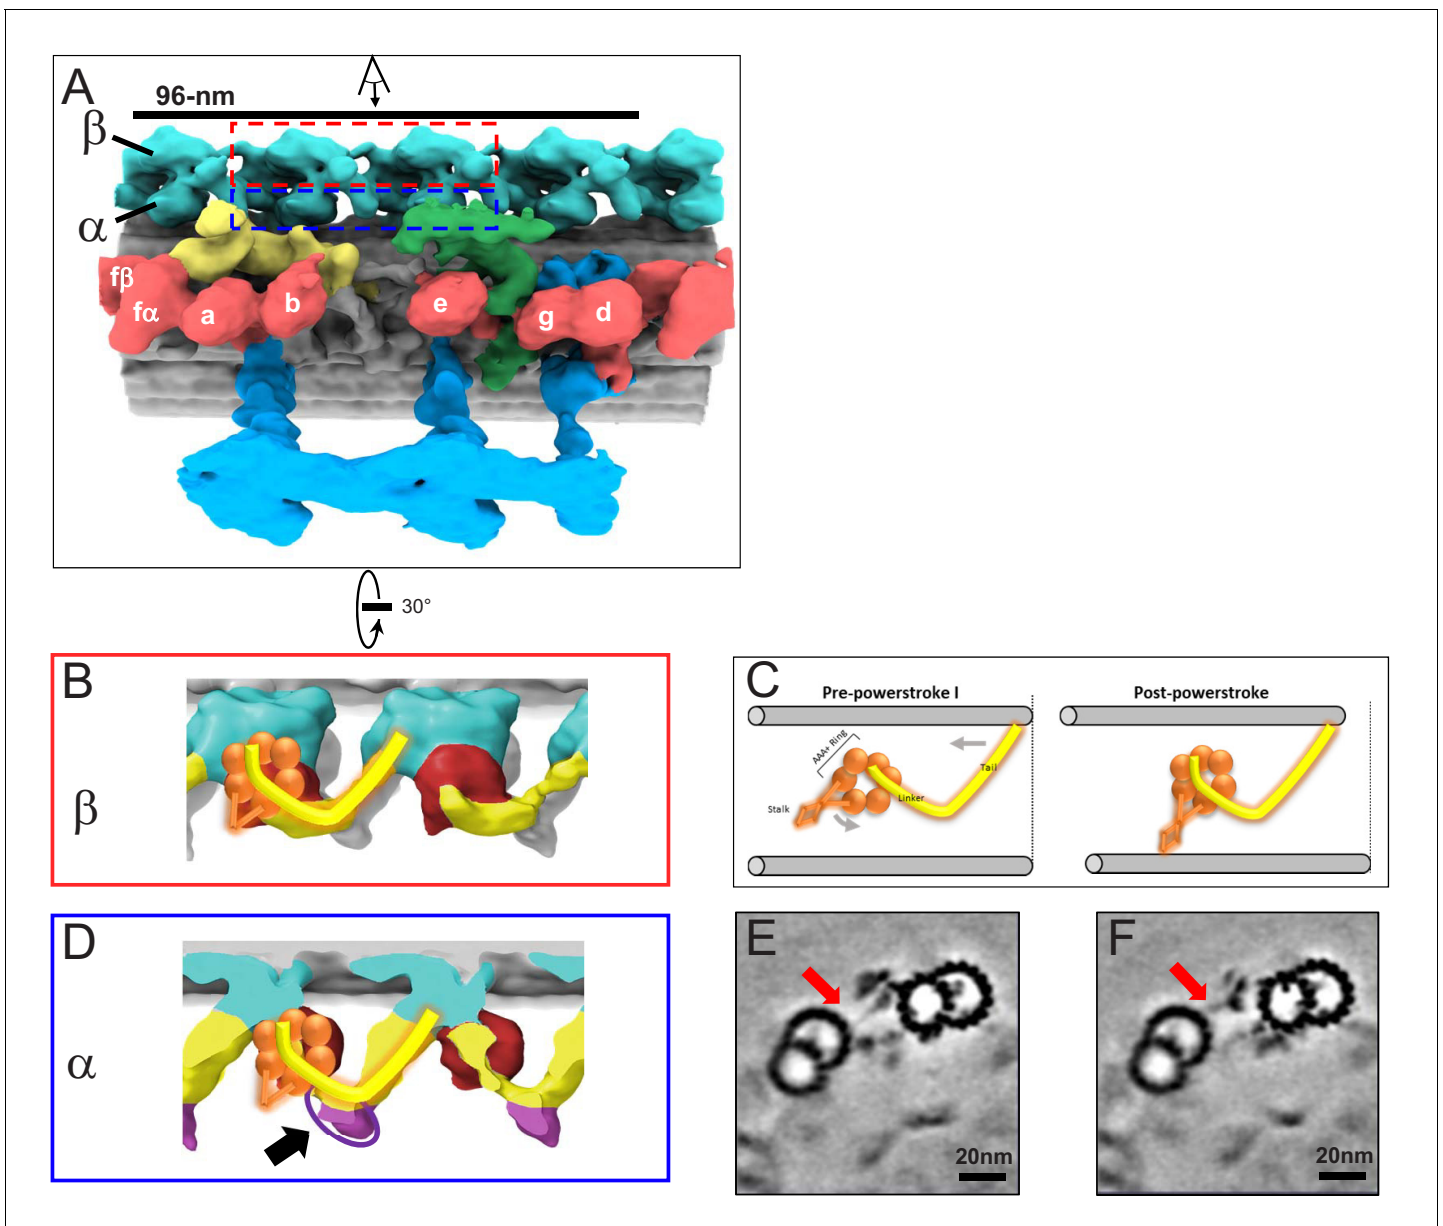 A
96-nm
β
α
fβ
fα
a
b
e
g
d
30°
B
β
C
Pre-powerstroke I
Post-powerstroke
AAA+ Ring
Tail
Linker
Stalk
D
α
E
20nm
F
20nm